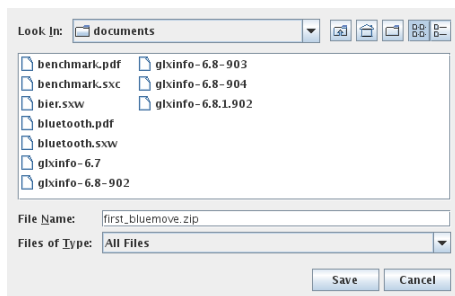 Look In: documents
benchmark.pdf glxinfo-6.8-903
benchmark.sxc glxinfo-6.8-904
bier.sxw glxinfo-6.8.1.902
bluetooth.pdf
bluetooth.sxw
glxinfo-6.7
glxinfo-6.8-902
File Name: first_bluemove.zip
Files of Type: All Files
Save Cancel